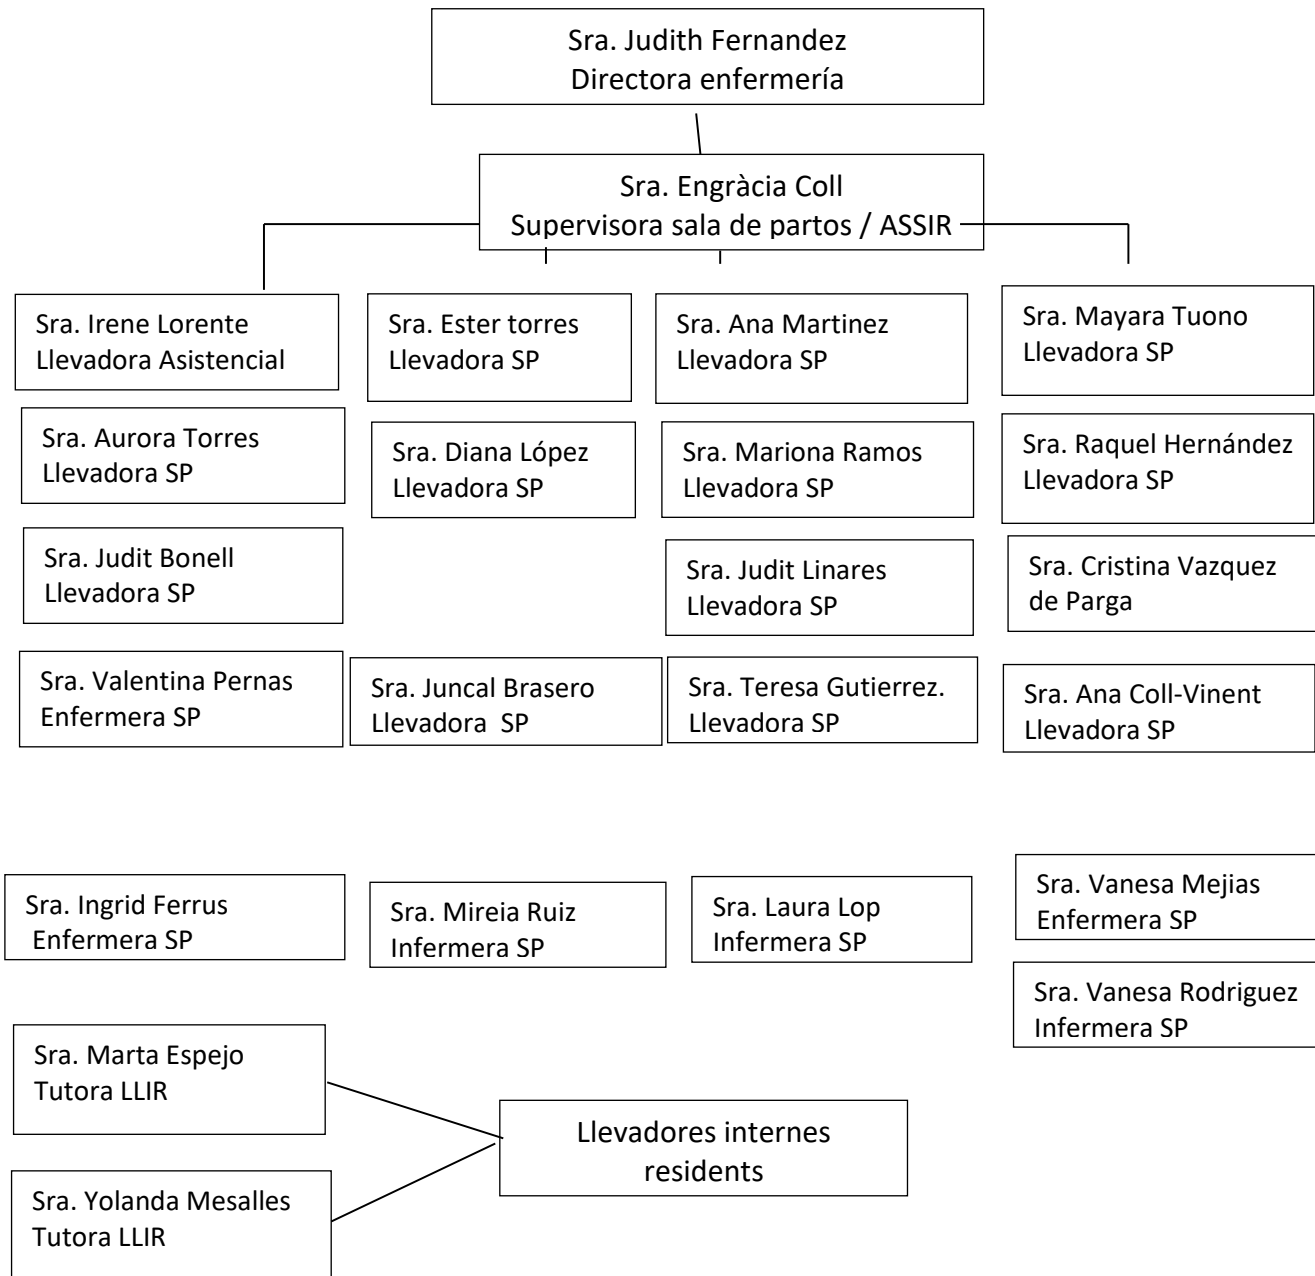 Sra. Judith Fernandez
Directora enfermería
Sra. Engràcia Coll
Supervisora sala de partos / ASSIR
Sra. Irene Lorente
Llevadora Asistencial
Sra. Ester torres
Llevadora SP
Sra. Ana Martinez
Llevadora SP
Sra. Mayara Tuono
Llevadora SP
Sra. Aurora Torres
Llevadora SP
Sra. Diana López
Llevadora SP
Sra. Mariona Ramos
Llevadora SP
Sra. Raquel Hernández
Llevadora SP
Sra. Judit Bonell
Llevadora SP
Sra. Judit Linares
Llevadora SP
Sra. Cristina Vazquez
de Parga
Sra. Valentina Pernas
Enfermera SP
Sra. Juncal Brasero
Llevadora  SP
Sra. Teresa Gutierrez.
Llevadora SP
Sra. Ana Coll-Vinent
Llevadora SP
Sra. Ingrid Ferrus
Enfermera SP
Sra. Mireia Ruiz
Infermera SP
Sra. Laura Lop
Infermera SP
Sra. Vanesa Mejias
Enfermera SP
Sra. Vanesa Rodriguez
Infermera SP
Sra. Marta Espejo
Tutora LLIR
Llevadores internes
residents
Sra. Yolanda Mesalles
Tutora LLIR